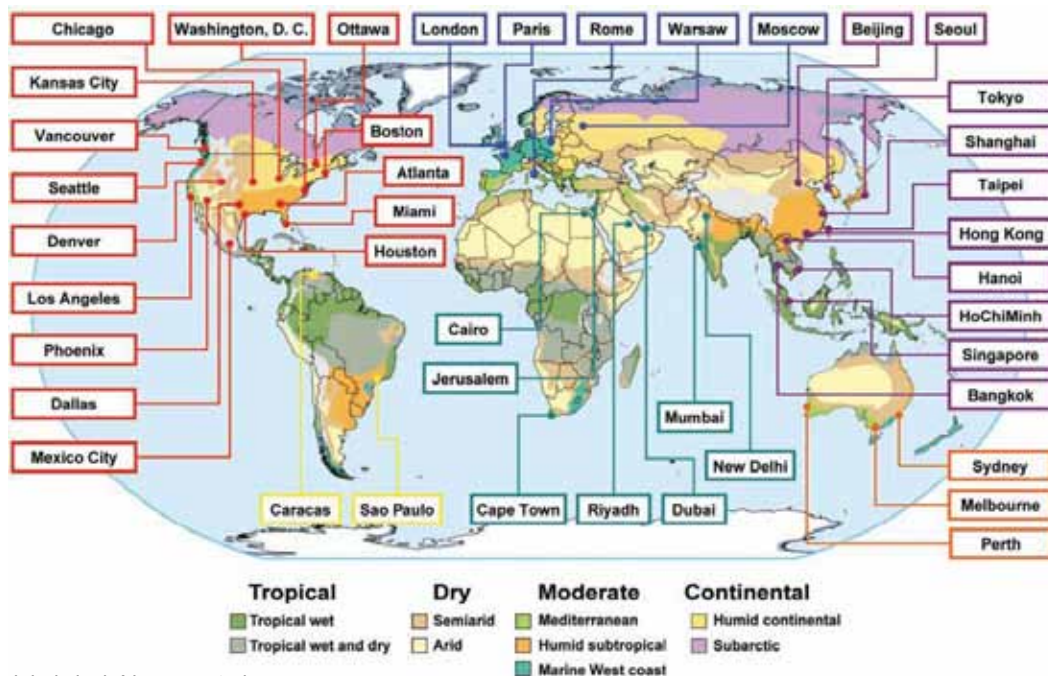 Chicago
Washington, D. C.
Ottawa
London
Paris
Rome
Warsaw
Moscow
Beijing
Seoul
Kansas City
Tokyo
Vancouver
Boston
Shanghai
Seattle
Atlanta
Taipei
Denver
Miami
Hong Kong
Houston
Hanoi
Los Angeles
Cairo
HoChiMinh
Phoenix
Jerusalem
Singapore
Dallas
Mumbai
Bangkok
Mexico City
New Delhi
Sydney
Caracas
Sao Paulo
Cape Town
Riyadh
Dubai
Melbourne
Perth
Tropical
Dry
Moderate
Continental
Tropical wet
Semiarid
Mediterranean
Humid continental
Tropical wet and dry
Arid
Humid subtropical
Subarctic
Marine West coast